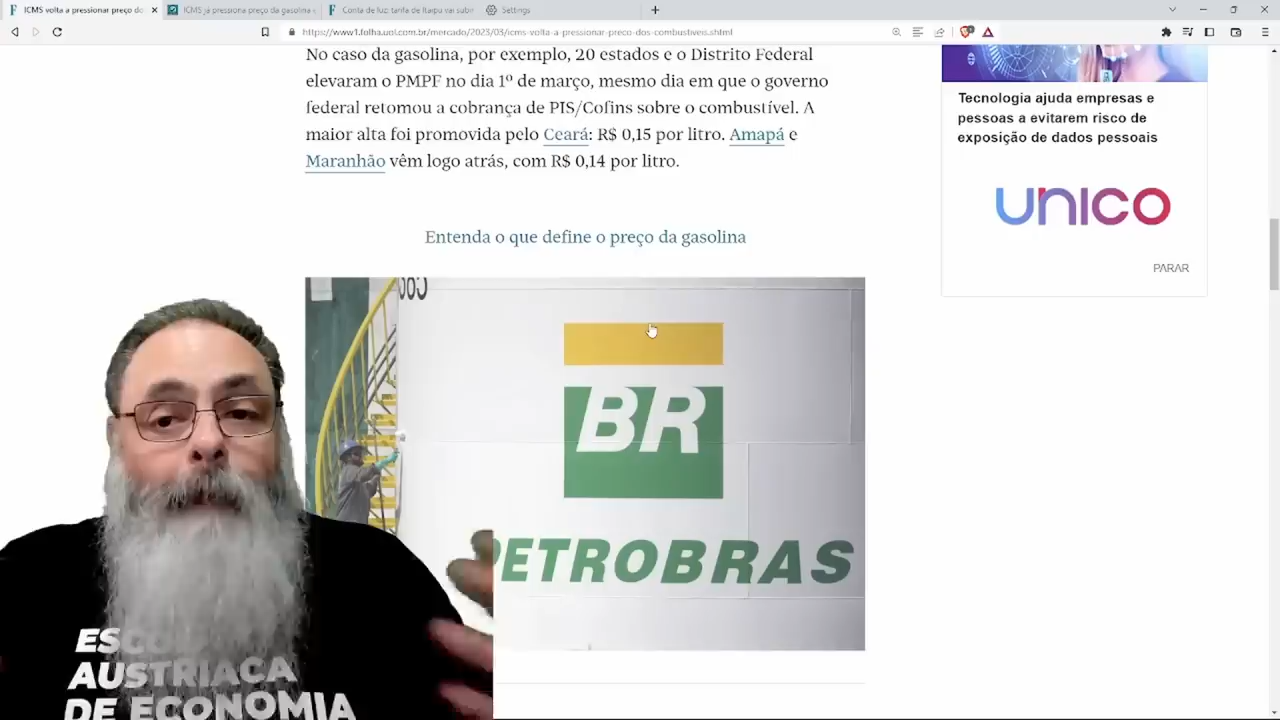 ICMS volta a pressionar preço do
ICMS já pressiona preço da gasolina
Conta de luz: tarifa de Itaipu vai subir
Settings
https://www1.folha.uol.com.br/mercado/2023/03/icms-volta-a-pressionar-preco-dos-combustiveis.shtml
No caso da gasolina, por exemplo, 20 estados e o Distrito Federal
elevaram o PMPF no dia 1º de março, mesmo dia em que o governo
federal retomou a cobrança de PIS/Cofins sobre o combustível. A
maior alta foi promovida pelo Ceará: R$ 0,15 por litro. Amapá e
Maranhão vêm logo atrás, com R$ 0,14 por litro.
Tecnologia ajuda empresas e
pessoas a evitarem risco de
exposição de dados pessoais
unico
PARAR
Entenda o que define o preço da gasolina
BR
PETROBRAS
AUSTRIACA
DE ECONOMIA